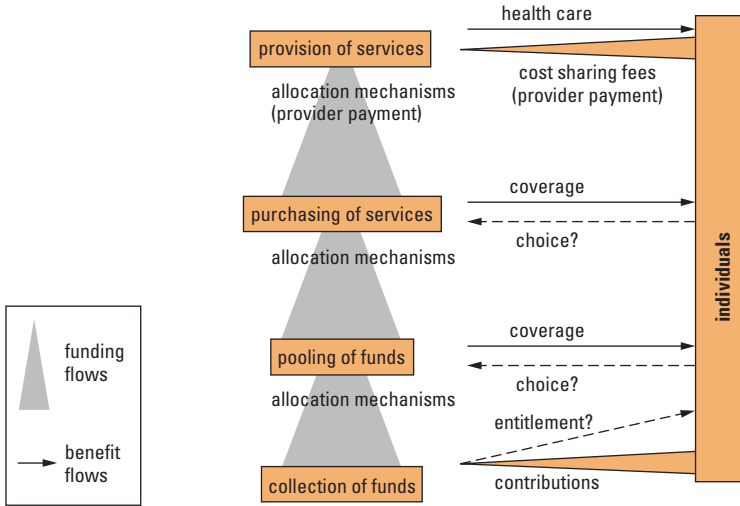 health care
provision of services
cost sharing fees
(provider payment)
allocation mechanisms
(provider payment)
coverage
purchasing of services
choice?
allocation mechanisms
individuals
coverage
pooling of funds
choice?
allocation mechanisms
entitlement?
collection of funds
contributions
funding
flows
benefit
flows